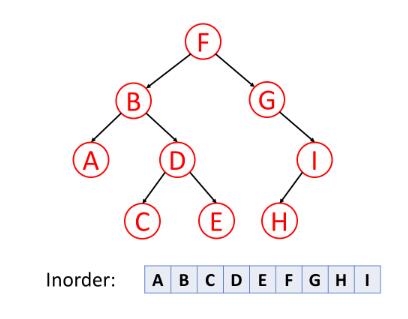 F
B G
A D I
C E H
Inorder: A B C D E F G H I